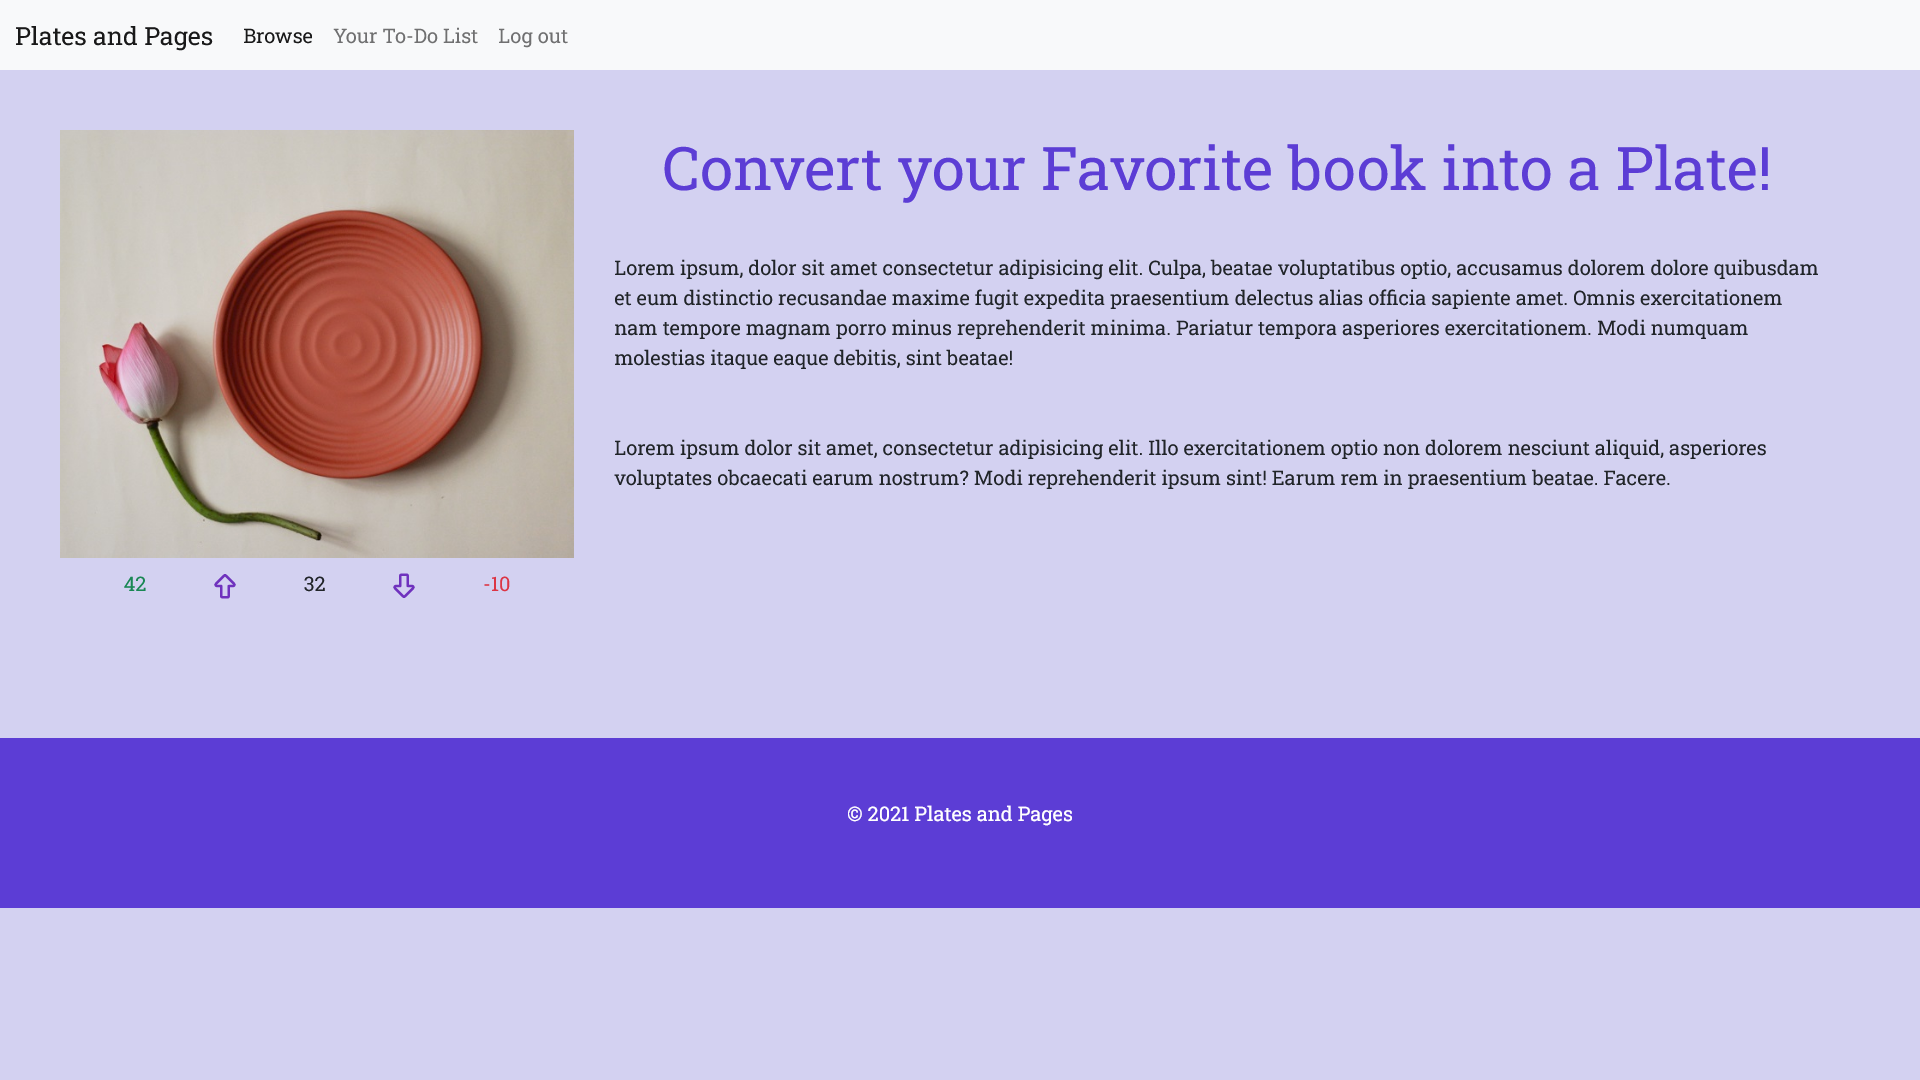 Plates and Pages Browse Your To-Do List Log out
Convert your Favorite book into a Plate!
Lorem ipsum, dolor sit amet consectetur adipisicing elit. Culpa, beatae voluptatibus optio, accusamus dolorem dolore quibusdam
et eum distinctio recusandae maxime fugit expedita praesentium delectus alias officia sapiente amet. Omnis exercitationem
nam tempore magnam porro minus reprehenderit minima. Pariatur tempora asperiores exercitationem. Modi numquam
molestias itaque eaque debitis, sint beatae!
Lorem ipsum dolor sit amet, consectetur adipisicing elit. Illo exercitationem optio non dolorem nesciunt aliquid, asperiores
voluptates obcaecati earum nostrum? Modi reprehenderit ipsum sint! Earum rem in praesentium beatae. Facere.
42 32 -10
© 2021 Plates and Pages